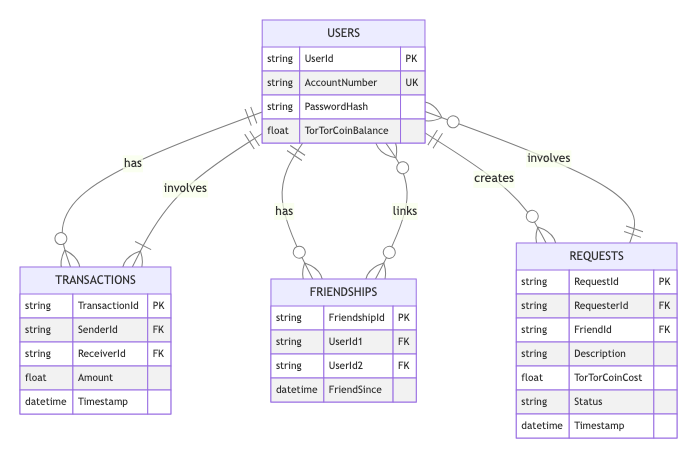 USERS
string UserId PK
string AccountNumber UK
string PasswordHash
float TorTorCoinBalance
has
involves
has
links
creates
involves
TRANSACTIONS
string TransactionId PK
string SenderId FK
string ReceiverId FK
float Amount
datetime Timestamp
FRIENDSHIPS
string FriendshipId PK
string UserId1 FK
string UserId2 FK
datetime FriendSince
REQUESTS
string RequestId PK
string RequesterId FK
string FriendId FK
string Description
float TorTorCoinCost
string Status
datetime Timestamp